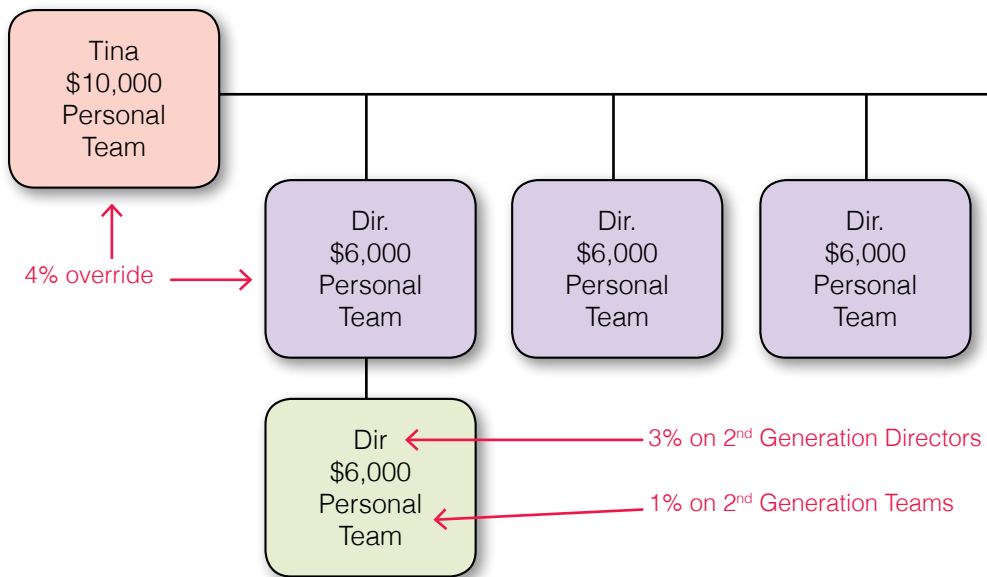 Tina
$10,000
Personal
Team
4% override
Dir.
$6,000
Personal
Team
Dir.
$6,000
Personal
Team
Dir.
$6,000
Personal
Team
Dir
$6,000
Personal
Team
3% on 2nd Generation Directors
1% on 2nd Generation Teams